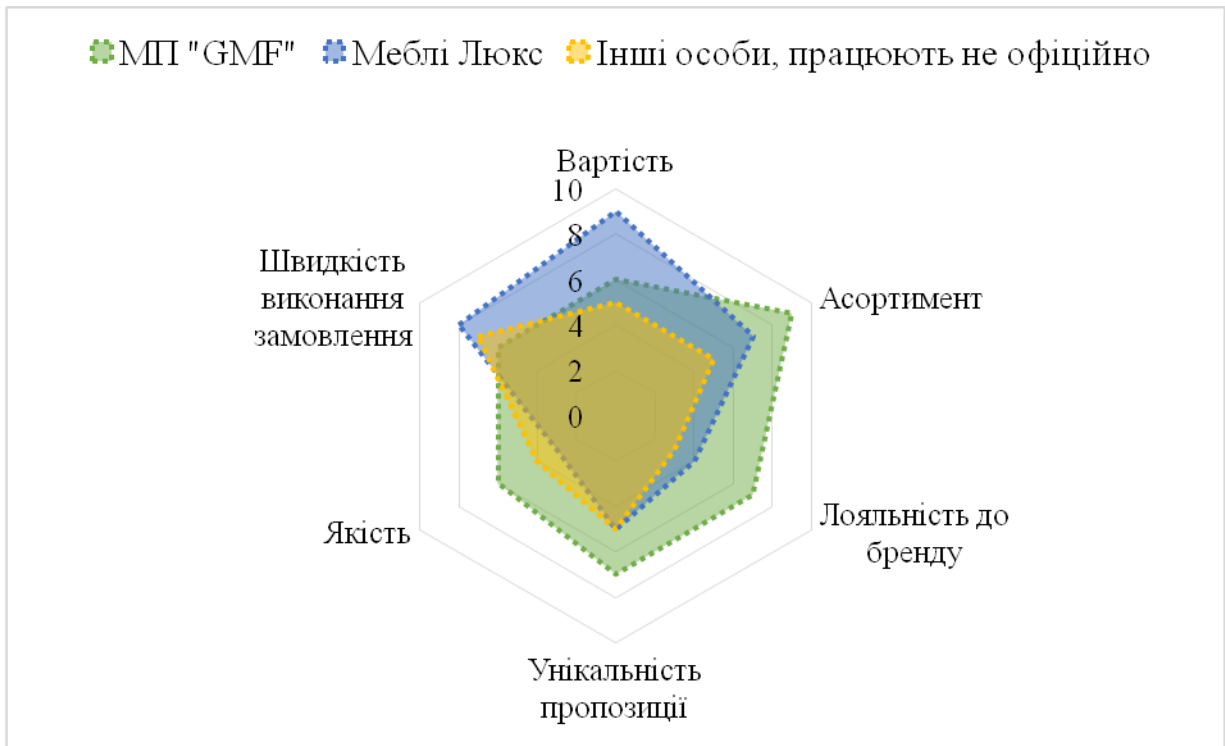 МП "GMF" Меблі Люкс Інші особи, працюють не офіційно
Вартість
10
8
6
4
2
0
Швидкість
виконання
замовлення
Асортимент
Якість
Лояльність до
бренду
Унікальність
пропозиції